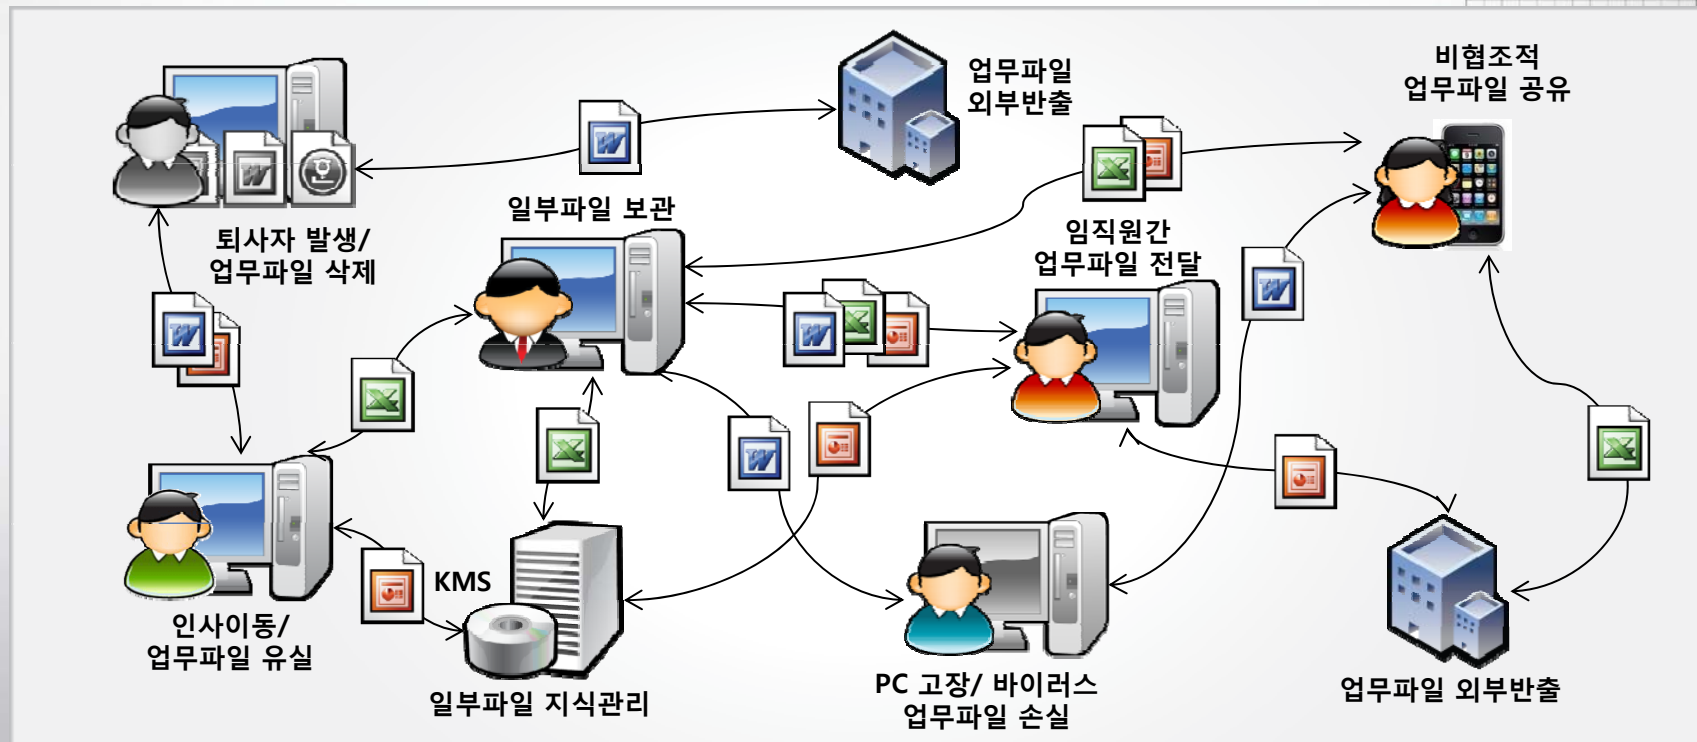 업무파일
외부반출
비협조적
업무파일 공유
일부파일 보관
퇴사자 발생/
업무파일 삭제
임직원간
업무파일 전달
KMS
인사이동/
업무파일 유실
일부파일 지식관리
PC 고장/ 바이러스
업무파일 손실
업무파일 외부반출